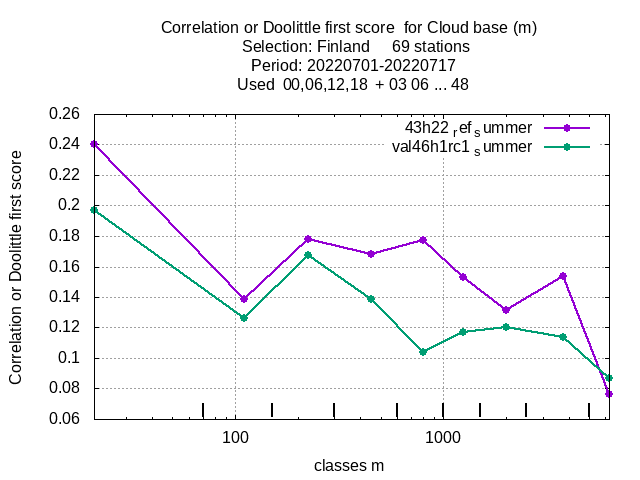 Correlation or Doolittle first score  for Cloud base (m)
Selection: Finland     69 stations
Period: 20220701-20220717
Used  00,06,12,18  + 03 06 ... 48
Correlation or Doolittle first score
0.26
0.24
0.22
0.2
0.18
0.16
0.14
0.12
0.1
0.08
0.06
43h22 ref summer
val46h1rc1 summer
100
1000
classes m